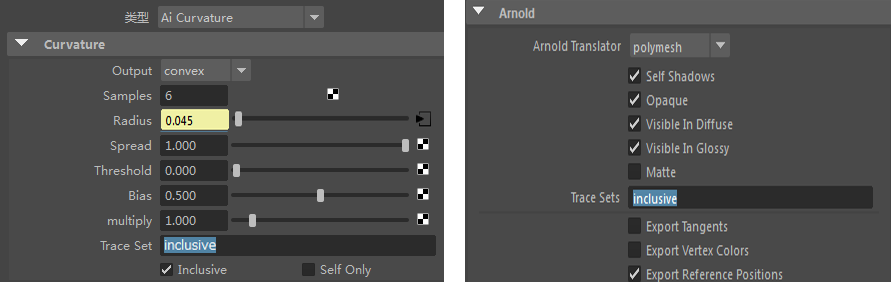 类型 Ai Curvature
Curvature
Output convex
Samples 6
Radius 0.045
Spread 1.000
Threshold 0.000
Bias 0.500
multiply 1.000
Trace Set inclusive
Inclusive Self Only
Arnold
Arnold Translator polymesh
Self Shadows
Opaque
Visible In Diffuse
Visible In Glossy
Matte
Trace Sets inclusive
Export Tangents
Export Vertex Colors
Export Reference Positions